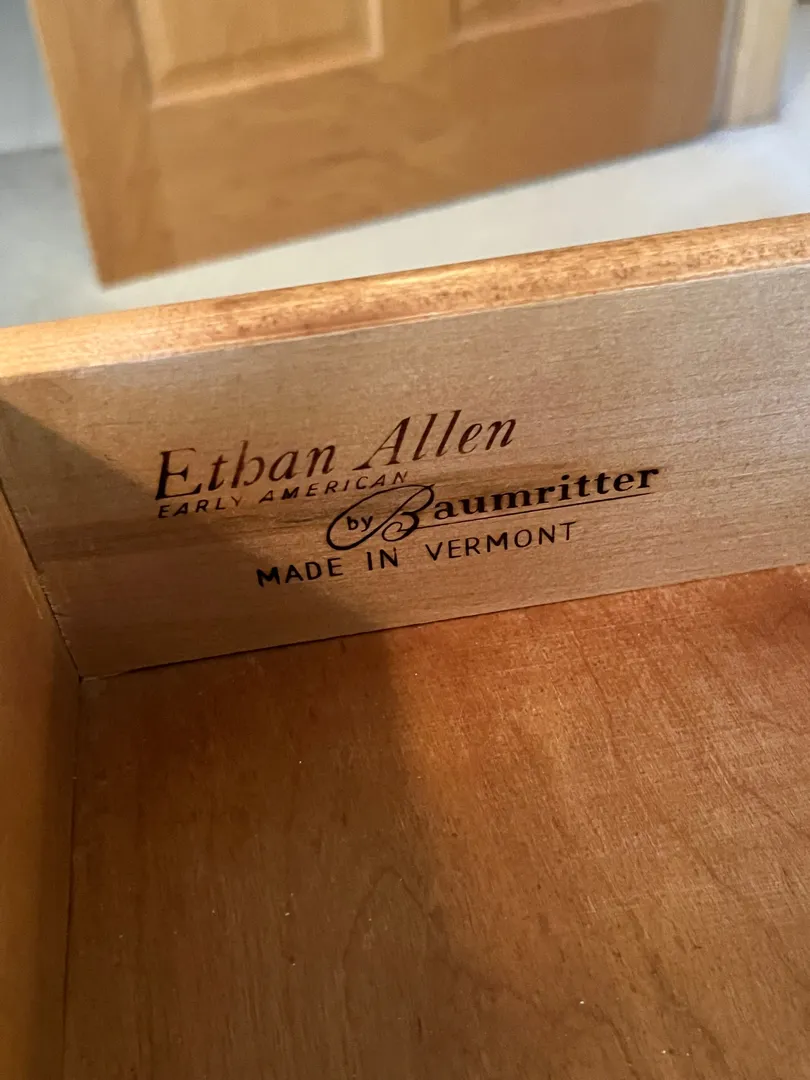 Ethan Allen
EARLY AMERICAN
by Baumritter
MADE IN VERMONT